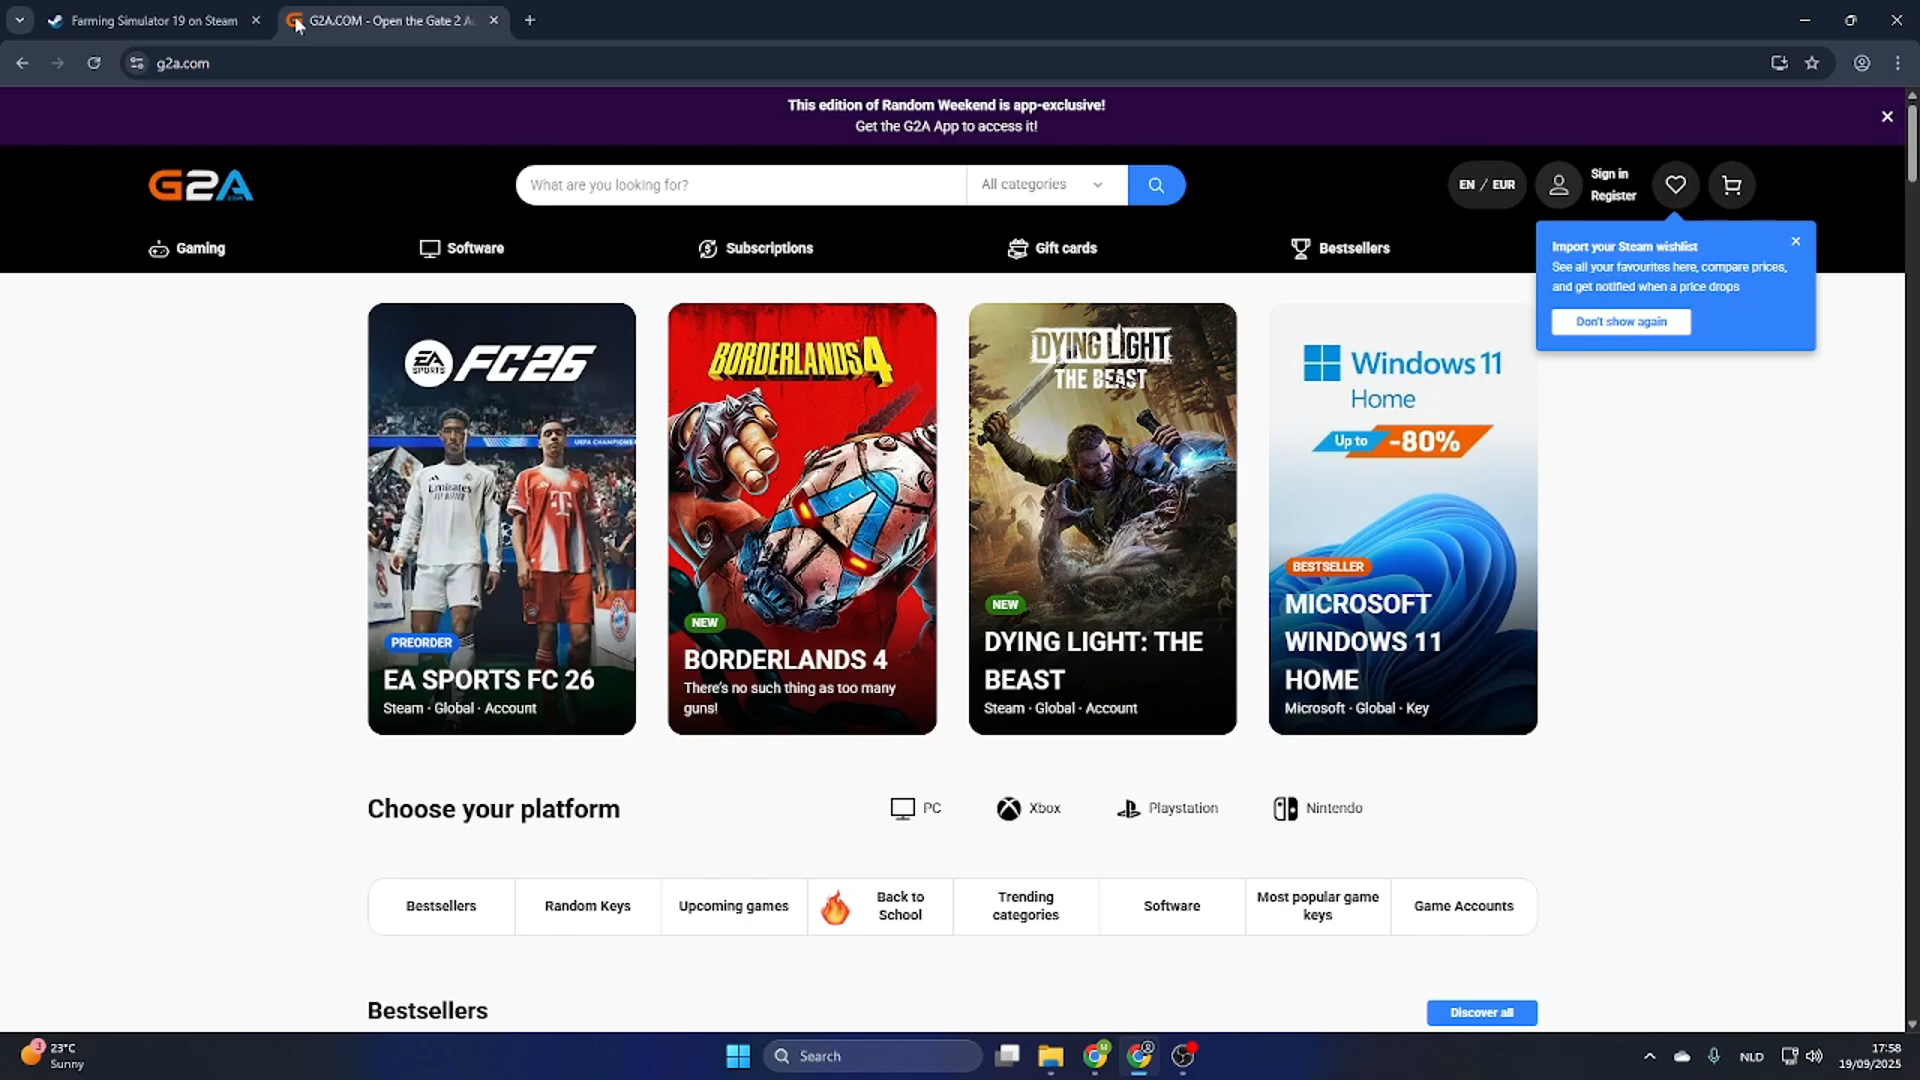 Farming Simulator 19 on Steam
G2A.COM - Open the Gate 2 A
g2a.com
This edition of Random Weekend is app-exclusive!
Get the G2A App to access it!
G2A.COM
What are you looking for?
All categories
EN / EUR
Sign in
Register
Gaming
Software
Subscriptions
Gift cards
Bestsellers
Import your Steam wishlist
See all your favourites here, compare prices,
and get notified when a price drops
Don't show again
EA SPORTS FC26
PREORDER
EA SPORTS FC 26
Steam · Global · Account
BORDERLANDS 4
NEW
BORDERLANDS 4
There's no such thing as too many
guns!
DYING LIGHT
THE BEAST
NEW
DYING LIGHT: THE
BEAST
Steam · Global · Account
Windows 11
Home
Up to -80%
BESTSELLER
MICROSOFT
WINDOWS 11
HOME
Microsoft · Global · Key
Choose your platform
PC
Xbox
Playstation
Nintendo
Bestsellers
Random Keys
Upcoming games
Back to
School
Trending
categories
Software
Most popular game
keys
Game Accounts
Bestsellers
Discover all
23°C
Sunny
Search
NLD
17:58
19/09/2025